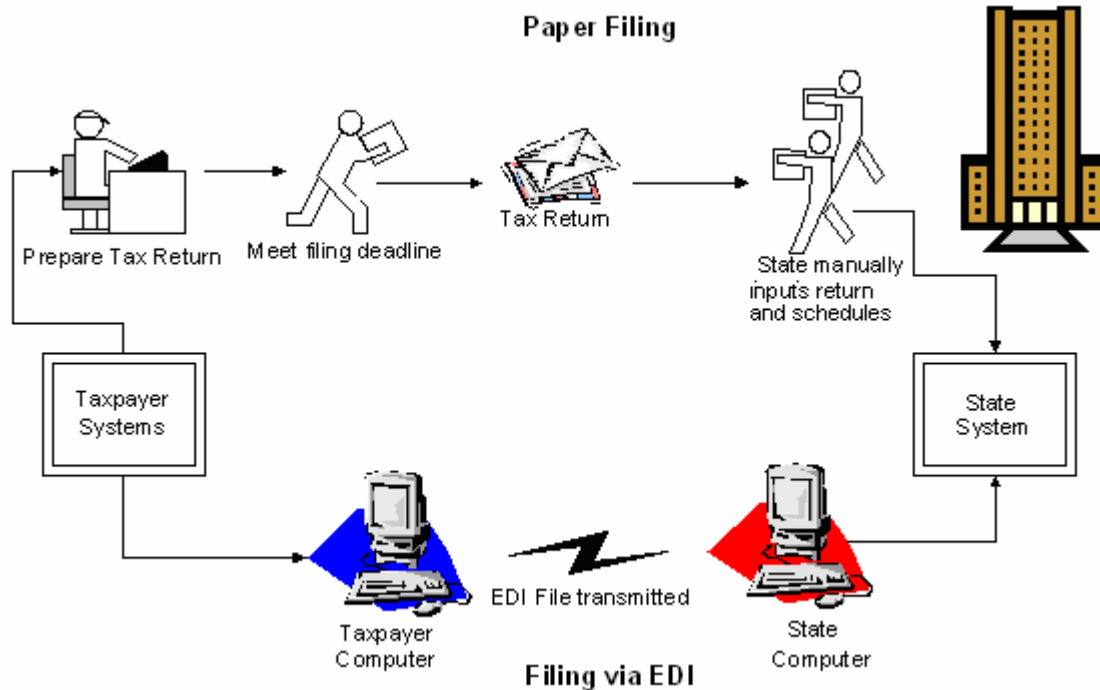 Paper Filing
Prepare Tax Return
Meet filing deadline
Tax Return
State manually
inputs return
and schedules
Taxpayer
Systems
State
System
EDI File transmitted
Taxpayer
Computer
State
Computer
Filing via EDI